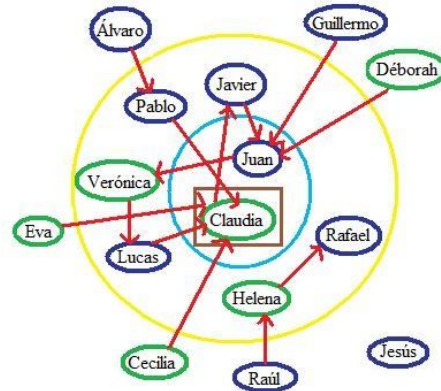 Álvaro
Guillermo
Déborah
Javier
Pablo
Juan
Verónica
Claudia
Eva
Rafael
Lucas
Helena
Jesús
Cecilia
Raúl